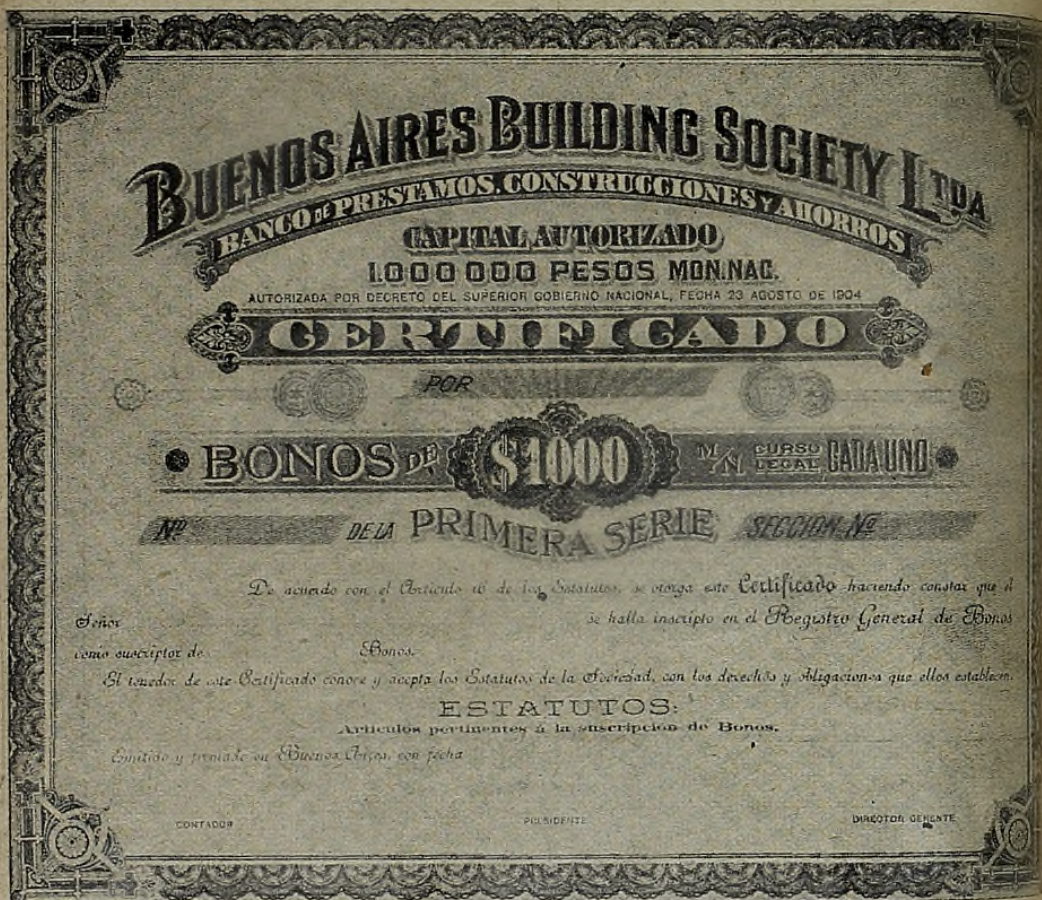 BUENOS AIRES BUILDING SOCIETY LTDA
BANCO DE PRESTAMOS, CONSTRUCCIONES Y AHORROS
CAPITAL AUTORIZADO
1.000 000 PESOS MON. NAC.
AUTORIZADA POR DECRETO DEL SUPERIOR GOBIERNO NACIONAL, FECHA 23 AGOSTO DE 1904
CERTIFICADO
POR
BONOS DE $1000 M/N. CURSO LEGAL CADA UNO
No DE LA PRIMERA SERIE SECCION No
De acuerdo con el Artículo 16 de los Estatutos, se otorga este Certificado haciendo constar que el
Señor se halla inscripto en el Registro General de Bonos
como suscriptor de Bonos.
El tenedor de este Certificado conoce y acepta los Estatutos de la Sociedad, con los derechos y obligaciones que ellos establecen.
ESTATUTOS:
Artículos pertinentes á la suscripción de Bonos.
Emitido y firmado en Buenos Aires, con fecha
CONTADOR PRESIDENTE DIRECTOR GERENTE